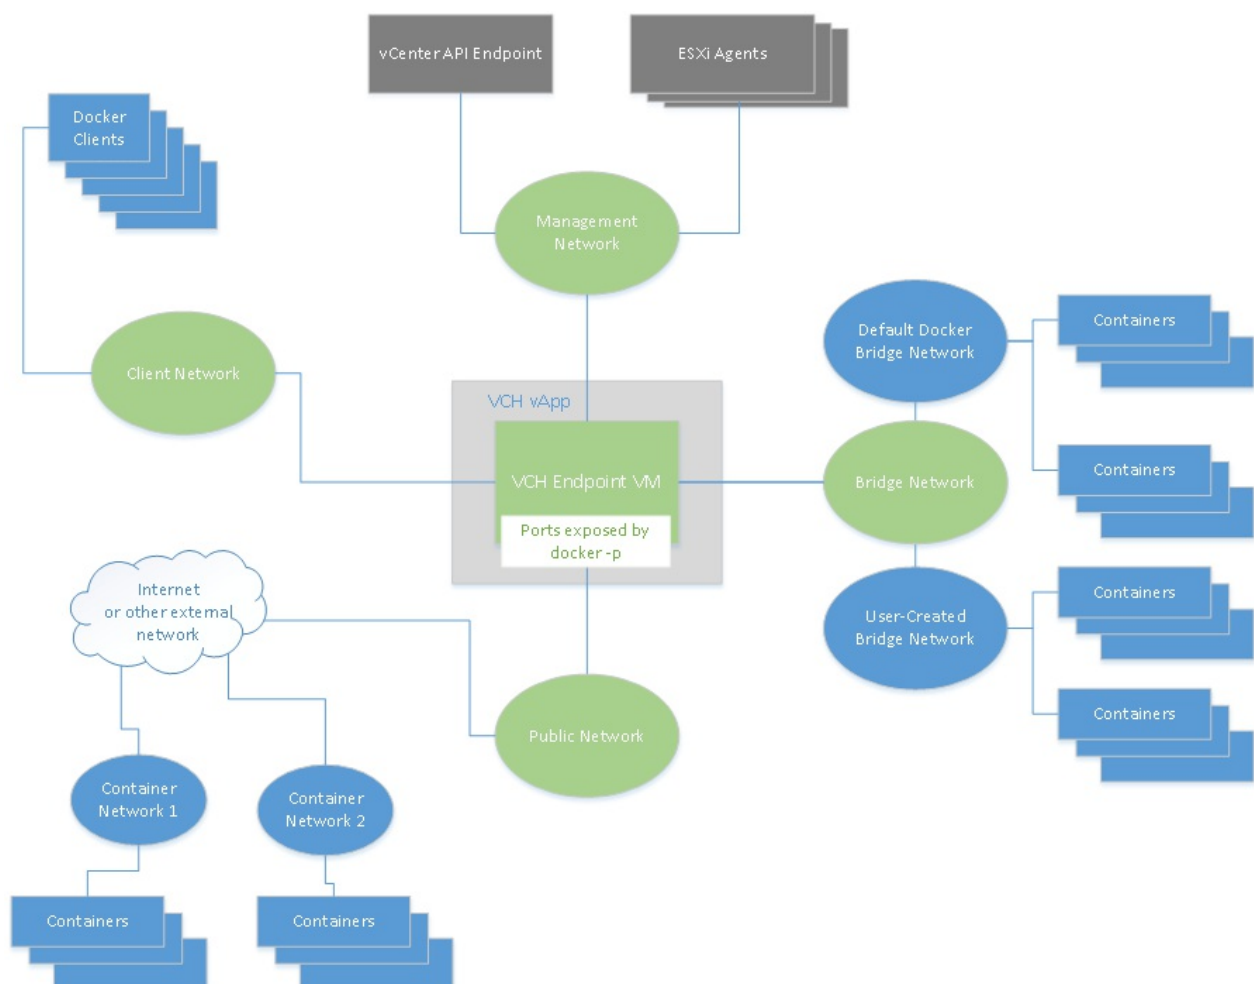 vCenter API Endpoint
ESXi Agents
Docker
Clients
Management
Network
Default Docker
Bridge Network
Containers
Client Network
VCH vApp
VCH Endpoint VM
Ports exposed by
docker -p
Bridge Network
Containers
Internet
or other external
network
User-Created
Bridge Network
Containers
Containers
Public Network
Container
Network 1
Container
Network 2
Containers
Containers